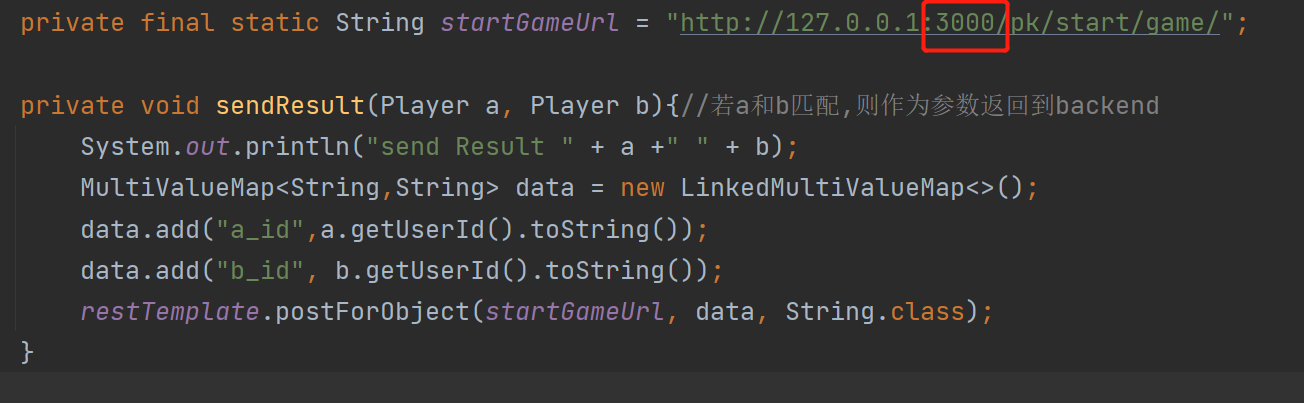 private final static String startGameUrl = "http://127.0.0.1:3000/pk/start/game/";
private void sendResult(Player a, Player b){//若a和b匹配,则作为参数返回到backend
System.out.println("send Result " + a +" " + b);
MultiValueMap<String,String> data = new LinkedMultiValueMap<>();
data.add("a_id",a.getUserId().toString());
data.add("b_id", b.getUserId().toString());
restTemplate.postForObject(startGameUrl, data, String.class);
}